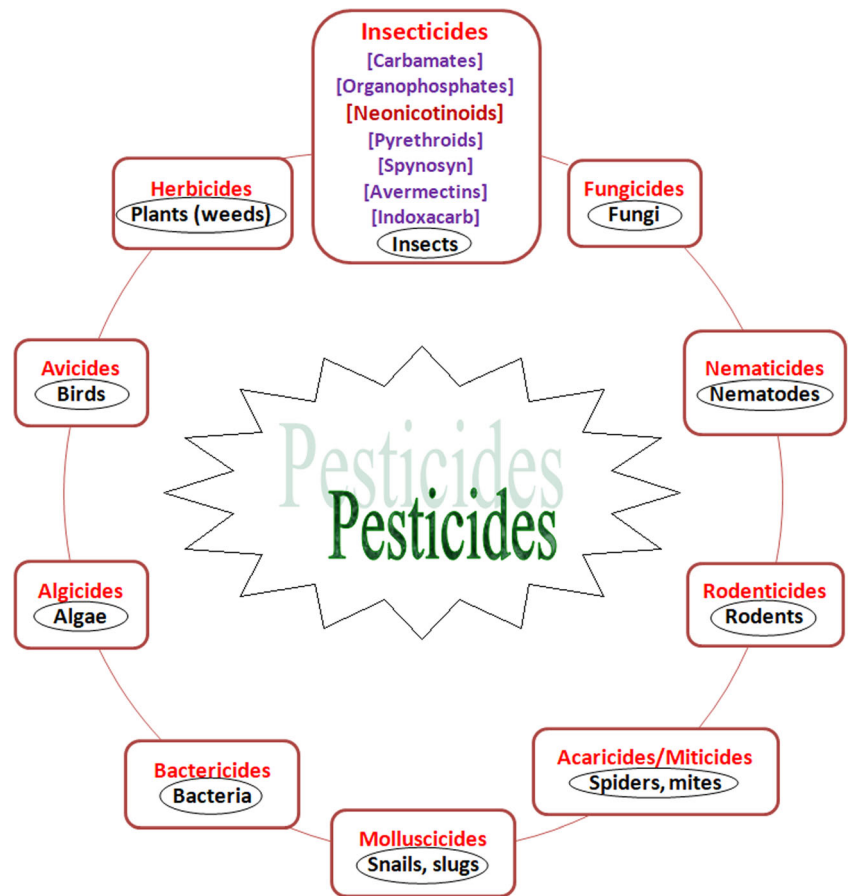 Insecticides
[Carbamates]
[Organophosphates]
[Neonicotinoids]
[Pyrethroids]
[Spynosyn]
[Avermectins]
[Indoxacarb]
Insects
Herbicides
Plants (weeds)
Fungicides
Fungi
Avicides
Birds
Nematicides
Nematodes
Pesticides
Pesticides
Algicides
Algae
Rodenticides
Rodents
Bactericides
Bacteria
Acaricides/Miticides
Spiders, mites
Molluscicides
Snails, slugs